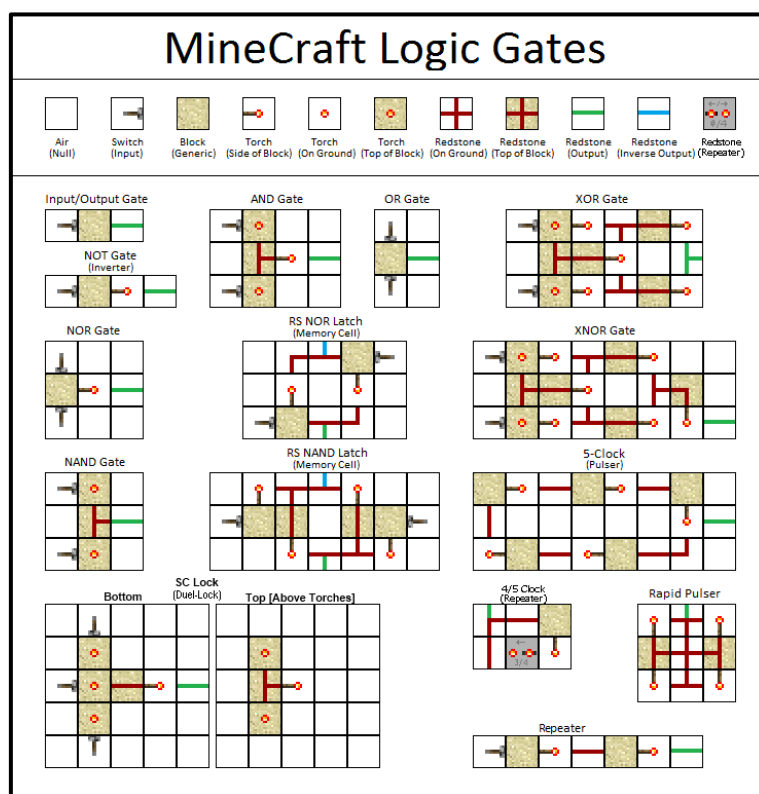 MineCraft Logic Gates
Air
(Null)
Switch
(Input)
Block
(Generic)
Torch
(Side of Block)
Torch
(On Ground)
Torch
(Top of Block)
Redstone
(On Ground)
Redstone
(Top of Block)
Redstone
(Output)
Redstone
(Inverse Output)
←/→
0/4
Redstone
(Repeater)
Input/Output Gate
AND Gate
OR Gate
XOR Gate
NOT Gate
(Inverter)
NOR Gate
RS NOR Latch
(Memory Cell)
XNOR Gate
NAND Gate
RS NAND Latch
(Memory Cell)
5-Clock
(Pulser)
SC Lock
(Duel-Lock)
Bottom
Top [Above Torches]
4/5 Clock
(Repeater)
←
3/4
Rapid Pulser
Repeater